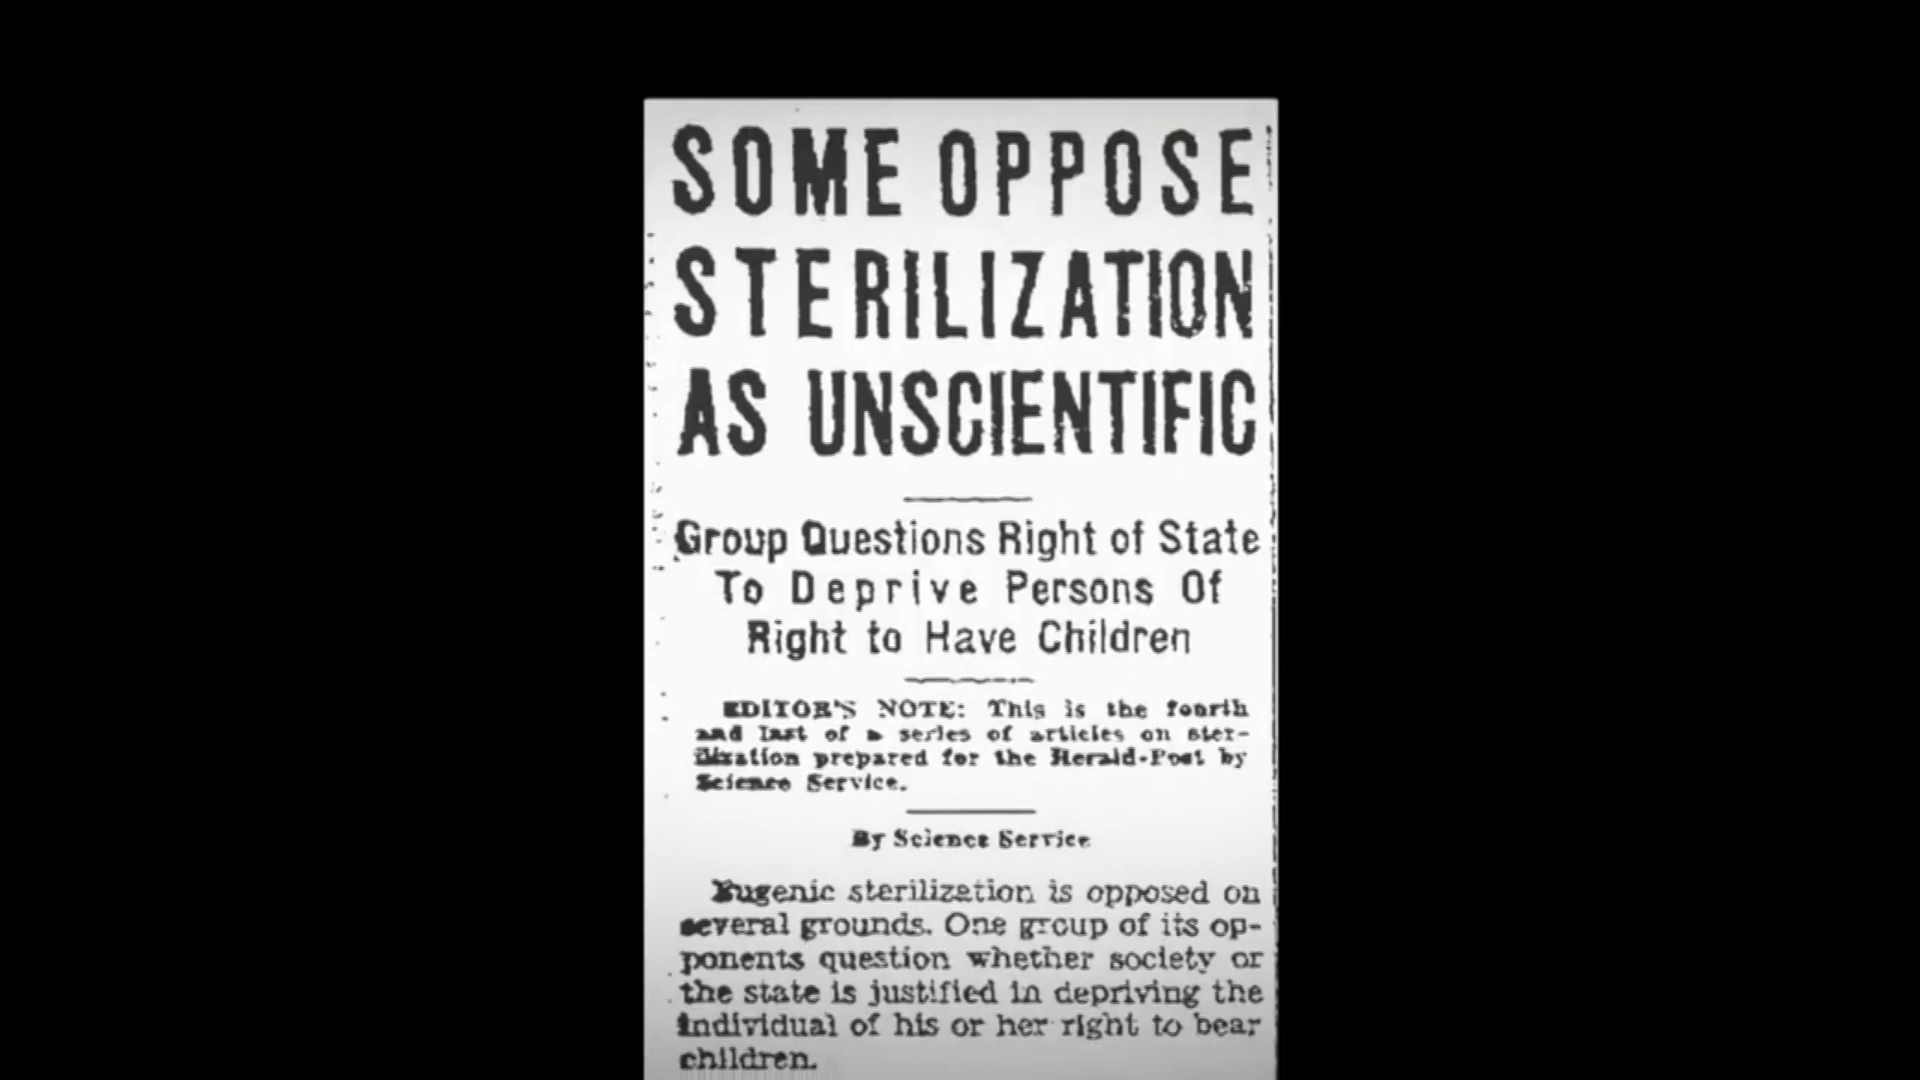 SOME OPPOSE
STERILIZATION
AS UNSCIENTIFIC
Group Questions Right of State
To Deprive Persons Of
Right to Have Children
EDITOR'S NOTE: This is the fourth
and last of a series of articles on ster-
ilization prepared for the Herald-Post by
Science Service.
By Science Service
Eugenic sterilization is opposed on
several grounds. One group of its op-
ponents question whether society or
the state is justified in depriving the
individual of his or her right to bear
children.